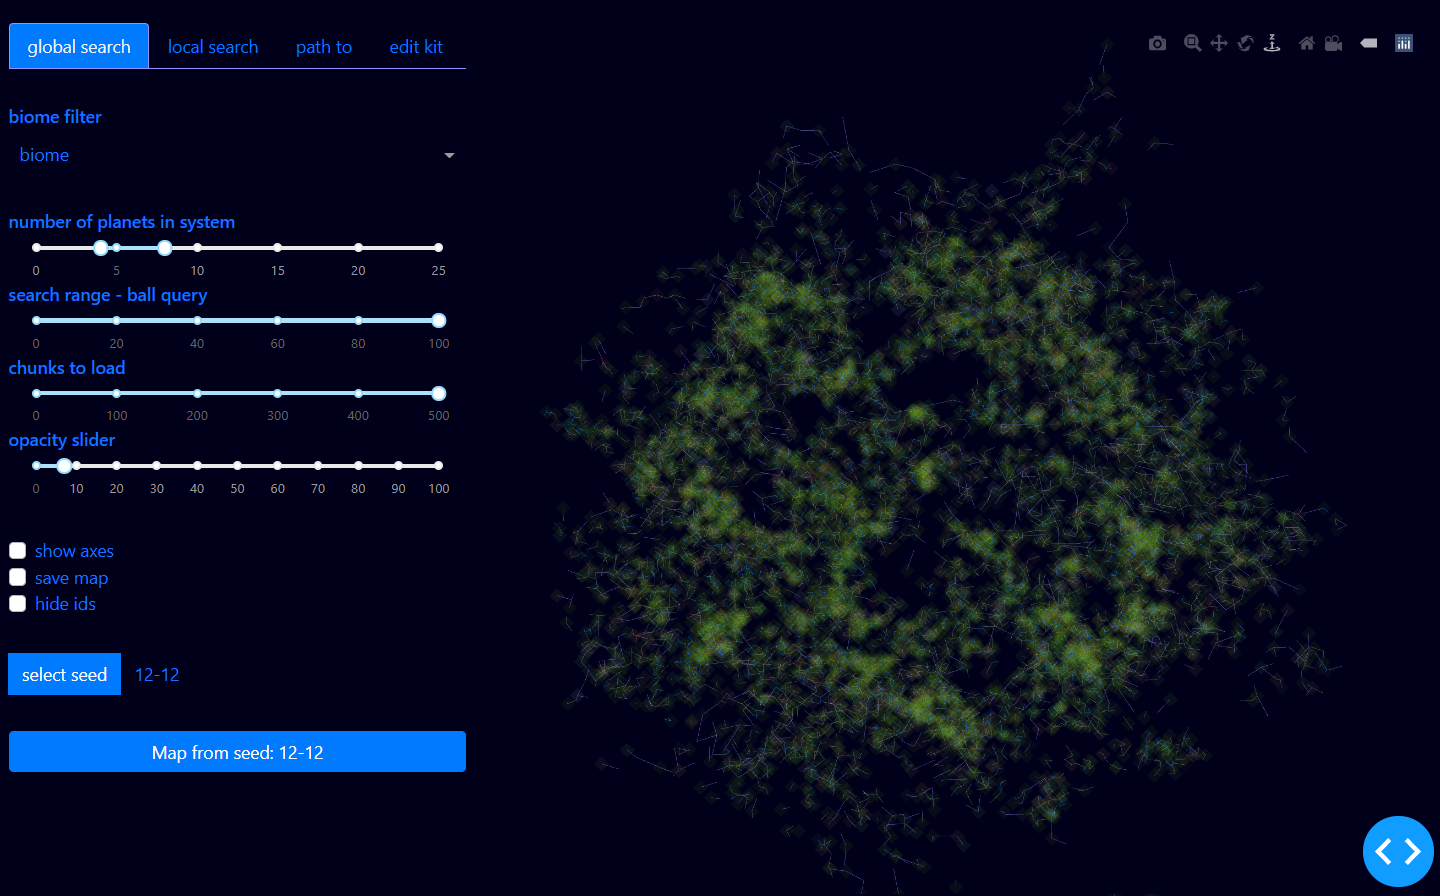 global search local search path to edit kit
biome filter
biome
number of planets in system
0 5 10 15 20 25
search range - ball query
0 20 40 60 80 100
chunks to load
0 100 200 300 400 500
opacity slider
0 10 20 30 40 50 60 70 80 90 100
show axes
save map
hide ids
select seed 12-12
Map from seed: 12-12